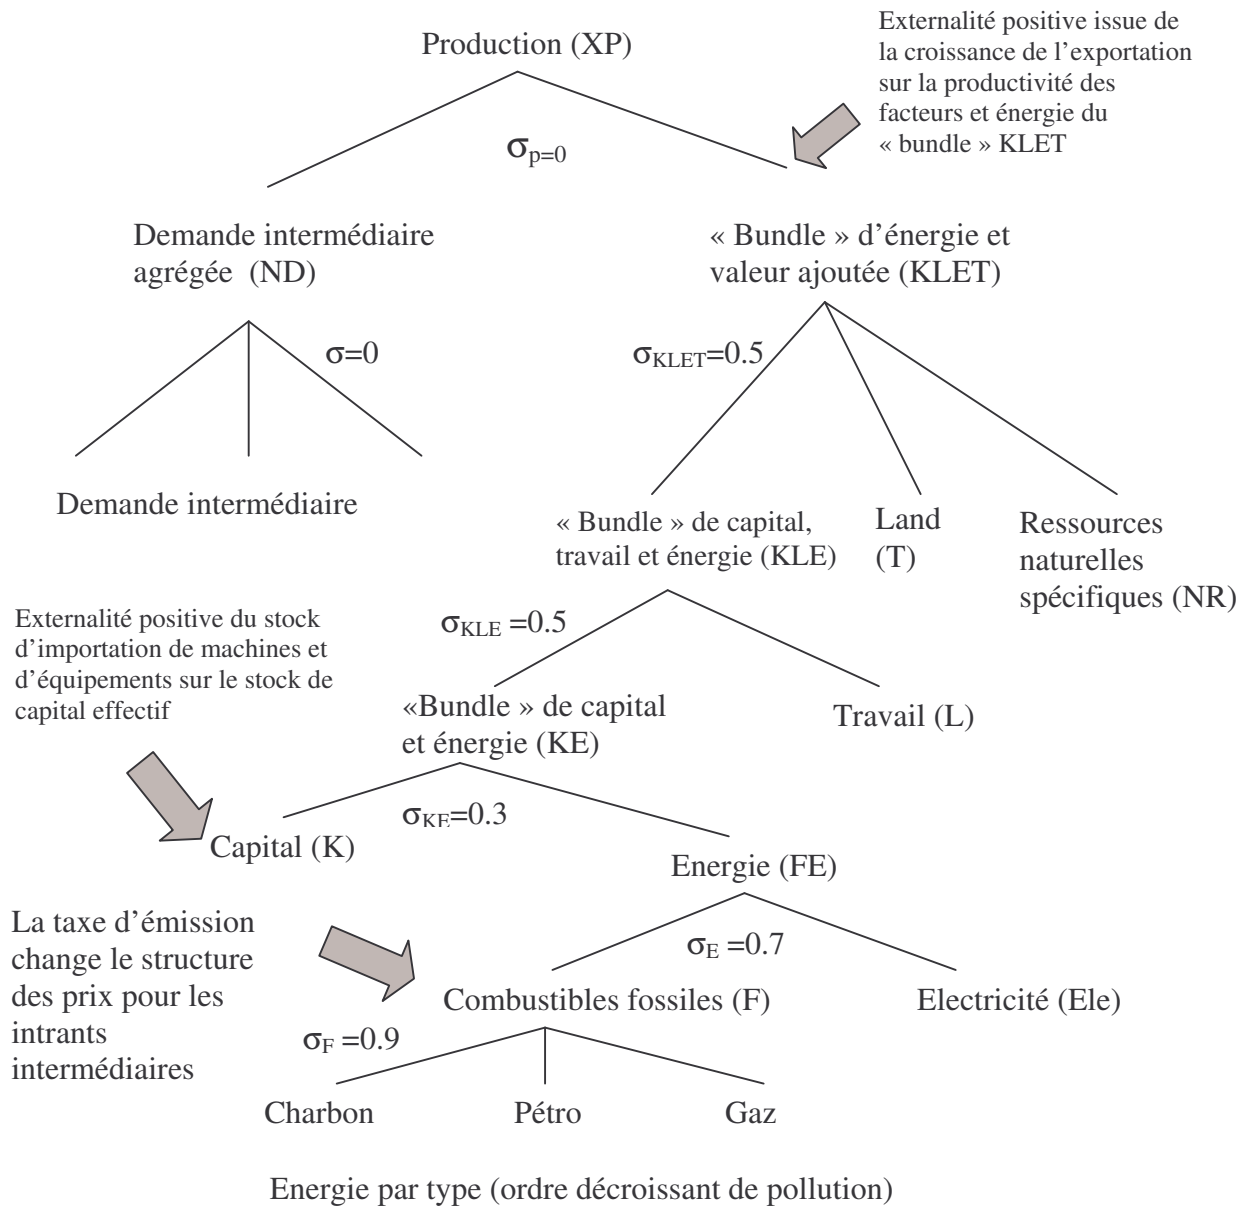 Production (XP)
Externalité positive issue de
la croissance de l'exportation
sur la productivité des
facteurs et énergie du
« bundle » KLET
σp=0
Demande intermédiaire
agrégée (ND)
« Bundle » d'énergie et
valeur ajoutée (KLET)
σ=0
σKLET=0.5
Demande intermédiaire
« Bundle » de capital,
travail et énergie (KLE)
Land
(T)
Ressources
naturelles
spécifiques (NR)
Externalité positive du stock
d'importation de machines et
d'équipements sur le stock de
capital effectif
σKLE =0.5
«Bundle » de capital
et énergie (KE)
Travail (L)
σKE=0.3
Capital (K)
Energie (FE)
La taxe d'émission
change le structure
des prix pour les
intrants
intermédiaires
σE =0.7
Combustibles fossiles (F)
Electricité (Ele)
σF =0.9
Charbon
Pétro
Gaz
Energie par type (ordre décroissant de pollution)